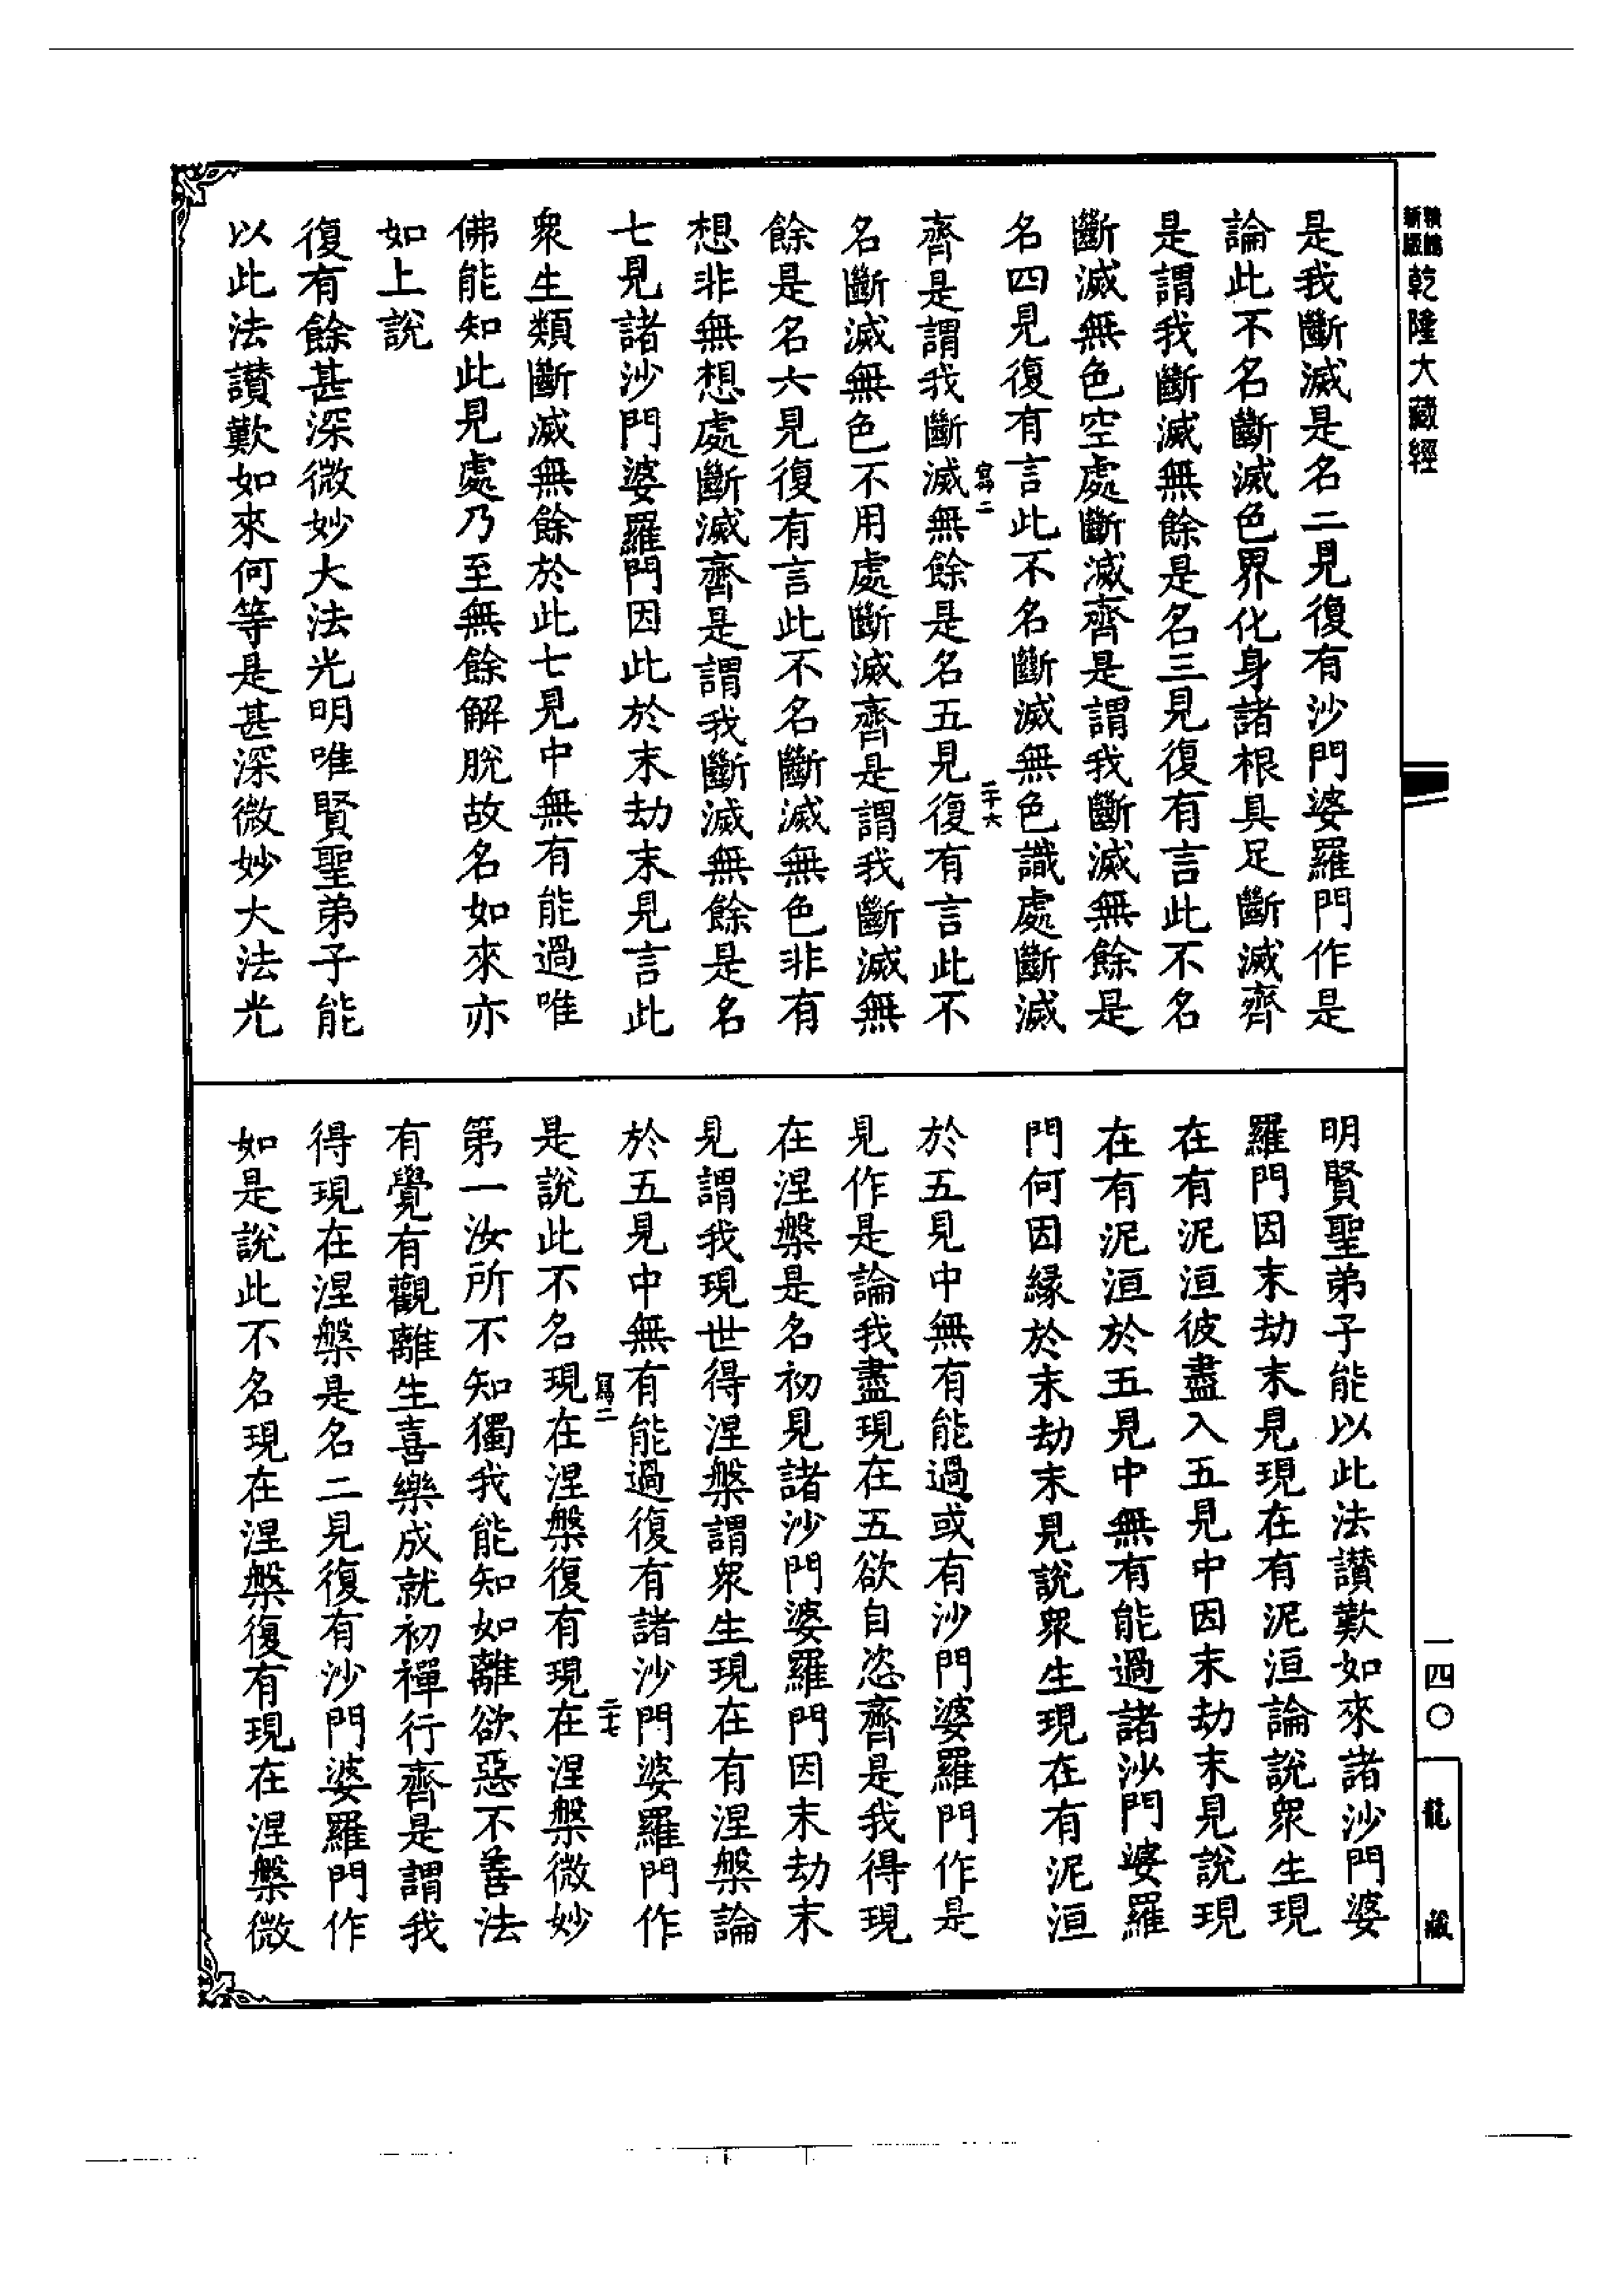 乾隆大藏經
是我斷滅是名二見復有沙門婆羅門作是
論此不名斷滅色界化身諸根具足斷滅齊
是謂我斷滅無餘是名三見復有言此不名
斷滅無色空處斷滅齊是謂我斷滅無餘是
名四見復有言此不名斷滅無色識處斷滅
二十六
齊是謂我斷滅無餘是名五見復有言此不
名斷滅無色不用處斷滅齊是謂我斷滅無
餘是名六見復有言此不名斷滅無色非有
想非無想處斷滅齊是謂我斷滅無餘是名
七見諸沙門婆羅門因此於末劫末見言此
衆生類斷滅無餘於此七見中無有能過唯
佛能知此見處乃至無餘解脫故名如來亦
如上說
復有餘甚深微妙大法光明唯賢聖弟子能
以此法讃歎如來何等是甚深微妙大法光
明賢聖弟子能以此法讃歎如來諸沙門婆
羅門因末劫末見現在有泥洹論說衆生現
在有泥洹彼盡入五見中因末劫末見說現
在有泥洹於五見中無有能過諸沙門婆羅
門何因緣於末劫末見說衆生現在有泥洹
於五見中無有能過或有沙門婆羅門作是
見作是論我盡現在五欲自恣齊是我得現
在涅槃是名初見諸沙門婆羅門因末劫末
見謂我現世得涅槃謂衆生現在有涅槃論
於五見中無有能過復有諸沙門婆羅門作
寫二
二十七
是說此不名現在涅槃復有現在涅槃微妙
第一汝所不知獨我能知如離欲惡不善法
有覺有觀離生喜樂成就初禪行齊是謂我
得現在涅槃是名二見復有沙門婆羅門作
如是說此不名現在涅槃復有現在涅槃微
一四〇
龍藏